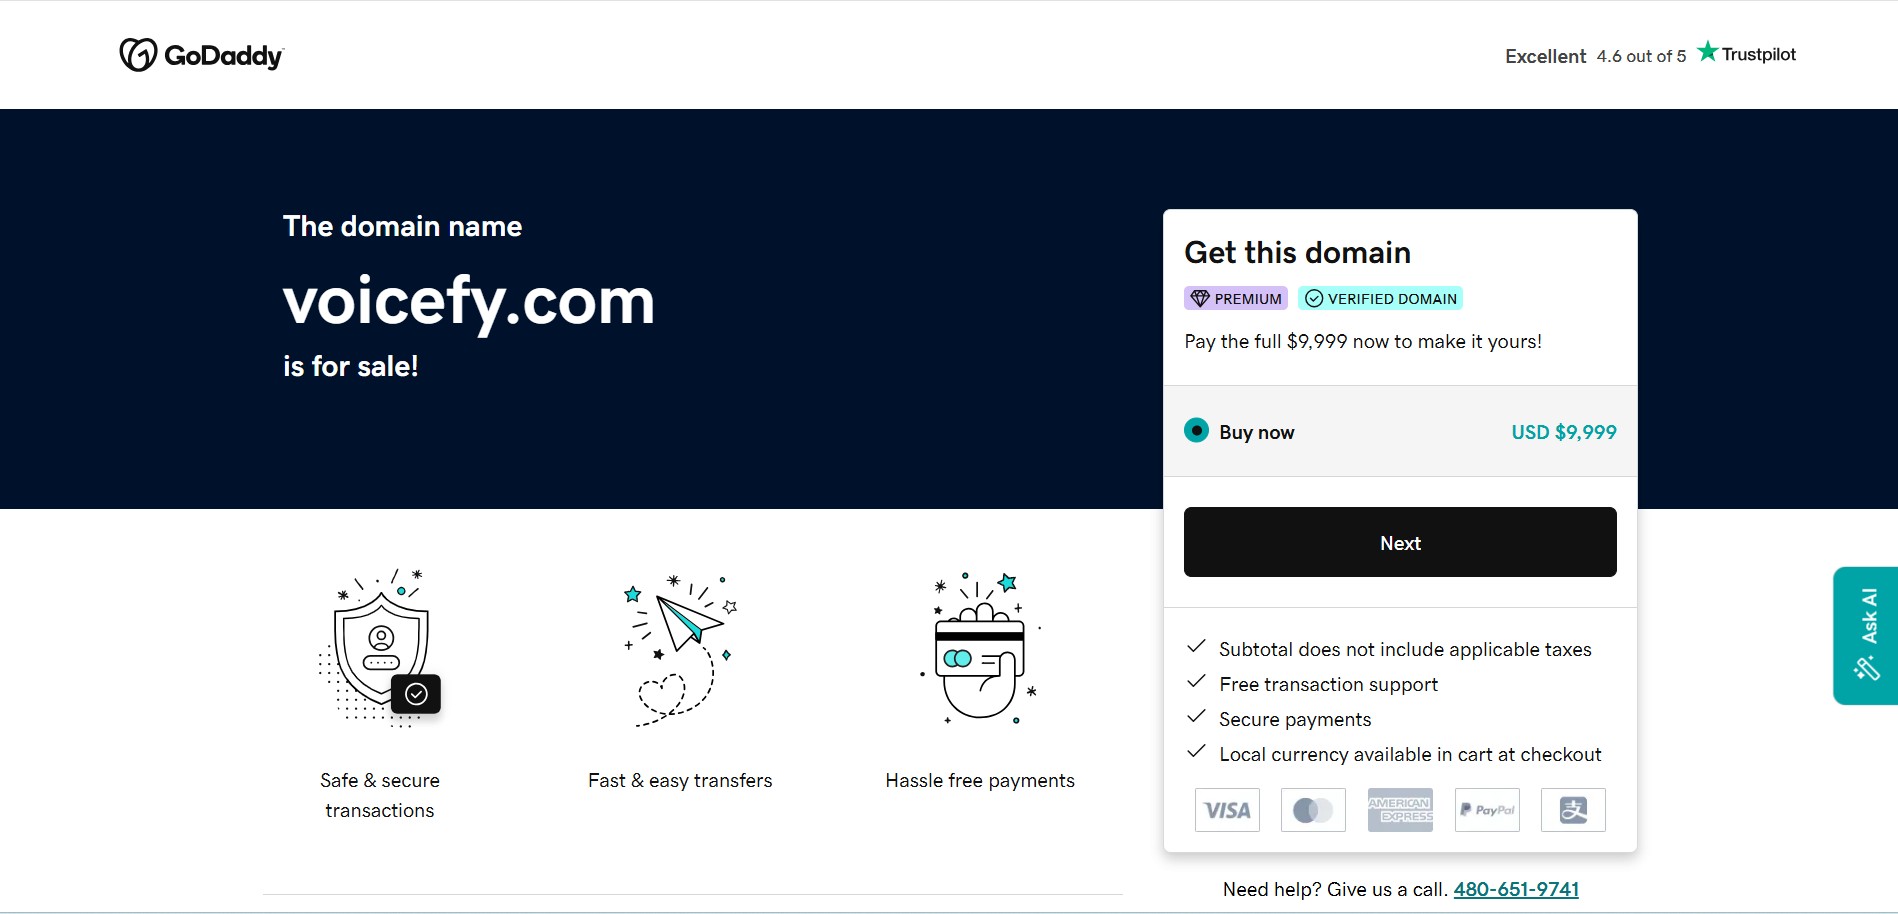 GoDaddy
Excellent 4.6 out of 5 Trustpilot
The domain name
voicefy.com
is for sale!
Get this domain
PREMIUM VERIFIED DOMAIN
Pay the full $9,999 now to make it yours!
Buy now USD $9,999
Next
Subtotal does not include applicable taxes
Free transaction support
Secure payments
Local currency available in cart at checkout
VISA
AMERICAN
EXPRESS
PayPal
支
Need help? Give us a call. 480-651-9741
Safe & secure
transactions
Fast & easy transfers
Hassle free payments
Ask AI